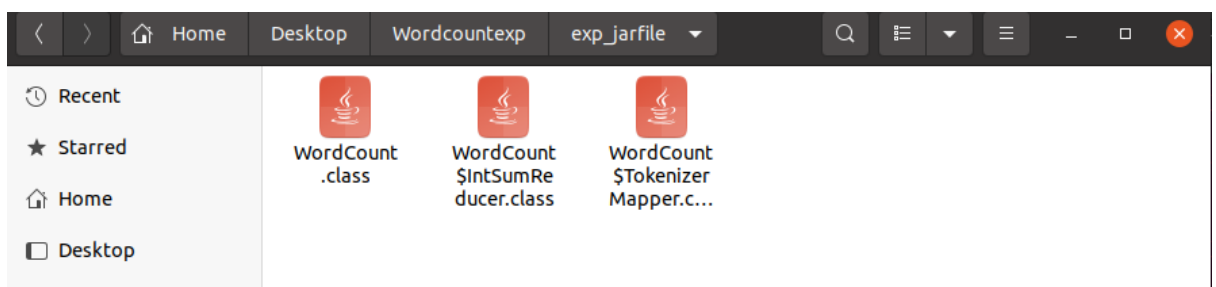 Home Desktop Wordcountexp exp_jarfile
Recent
Starred
Home
Desktop
WordCount
.class
WordCount
$IntSumRe
ducer.class
WordCount
$Tokenizer
Mapper.c...